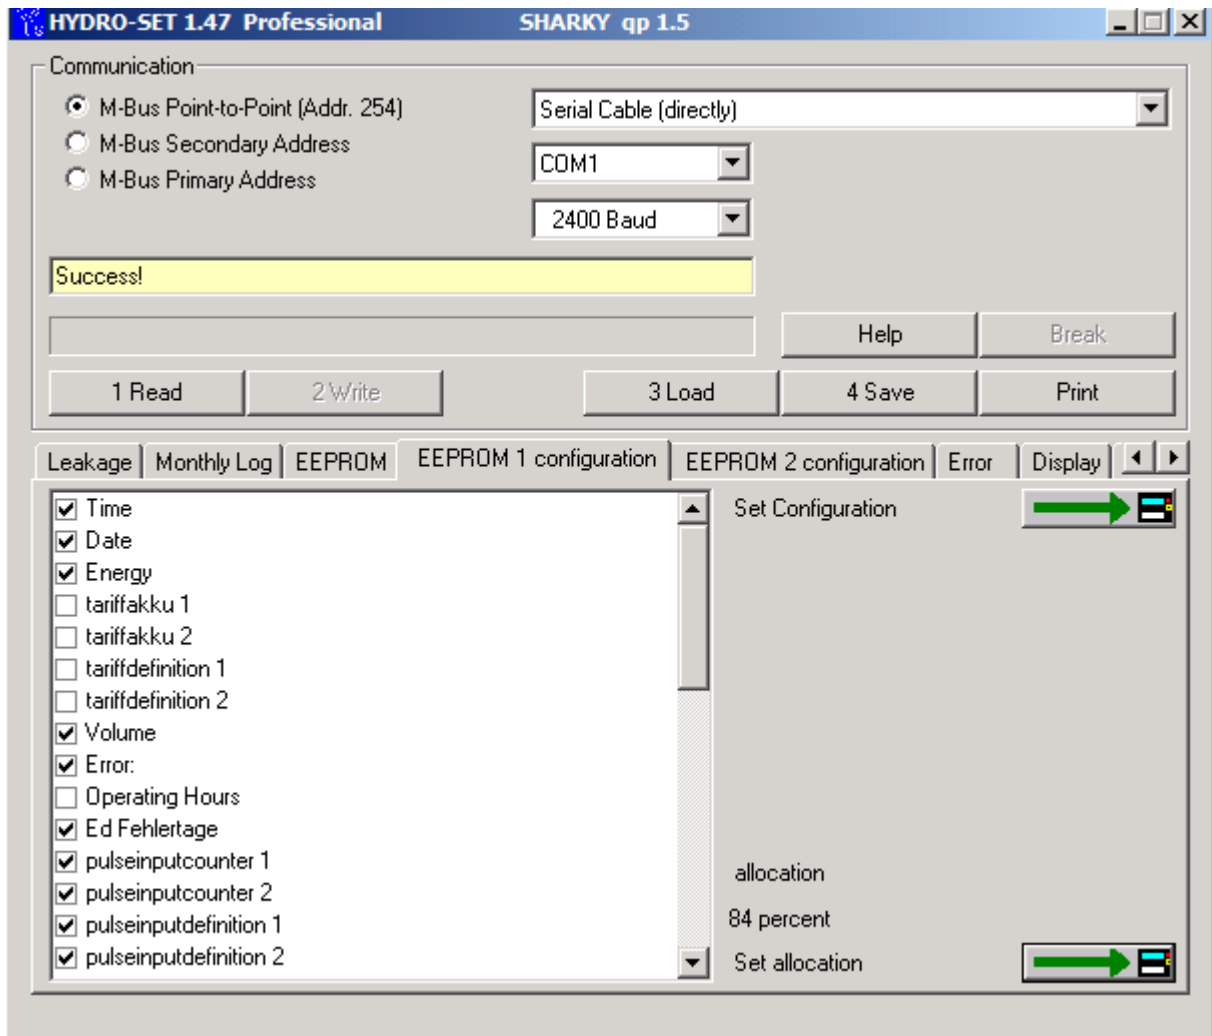 HYDRO-SET 1.47 Professional SHARKY qp 1.5
Communication
M-Bus Point-to-Point (Addr. 254)
Serial Cable (directly)
M-Bus Secondary Address
COM1
M-Bus Primary Address
2400 Baud
Success!
Help
Break
1 Read
2 Write
3 Load
4 Save
Print
Leakage
Monthly Log
EEPROM
EEPROM 1 configuration
EEPROM 2 configuration
Error
Display
Time
Date
Energy
tariffakku 1
tariffakku 2
tariffdefinition 1
tariffdefinition 2
Volume
Error:
Operating Hours
Ed Fehlertage
pulseinputcounter 1
pulseinputcounter 2
pulseinputdefinition 1
pulseinputdefinition 2
Set Configuration
allocation
84 percent
Set allocation